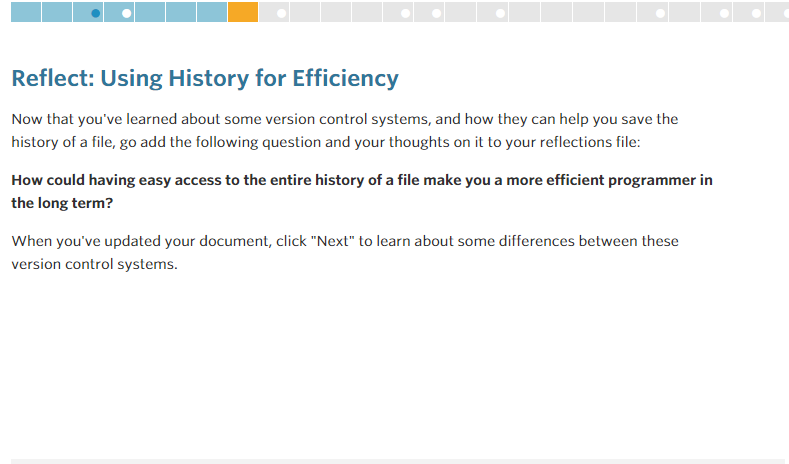 Reflect: Using History for Efficiency
Now that you've learned about some version control systems, and how they can help you save the
history of a file, go add the following question and your thoughts on it to your reflections file:
How could having easy access to the entire history of a file make you a more efficient programmer in
the long term?
When you've updated your document, click "Next" to learn about some differences between these
version control systems.